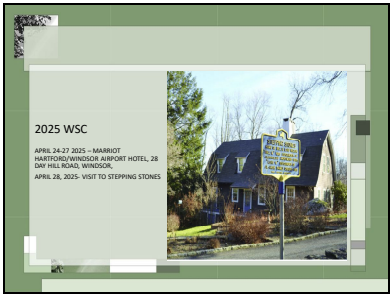 2025 WSC
APRIL 24-27 2025 – MARRIOT
HARTFORD/WINDSOR AIRPORT HOTEL, 28
DAY HILL ROAD, WINDSOR,
APRIL 28, 2025- VISIT TO STEPPING STONES